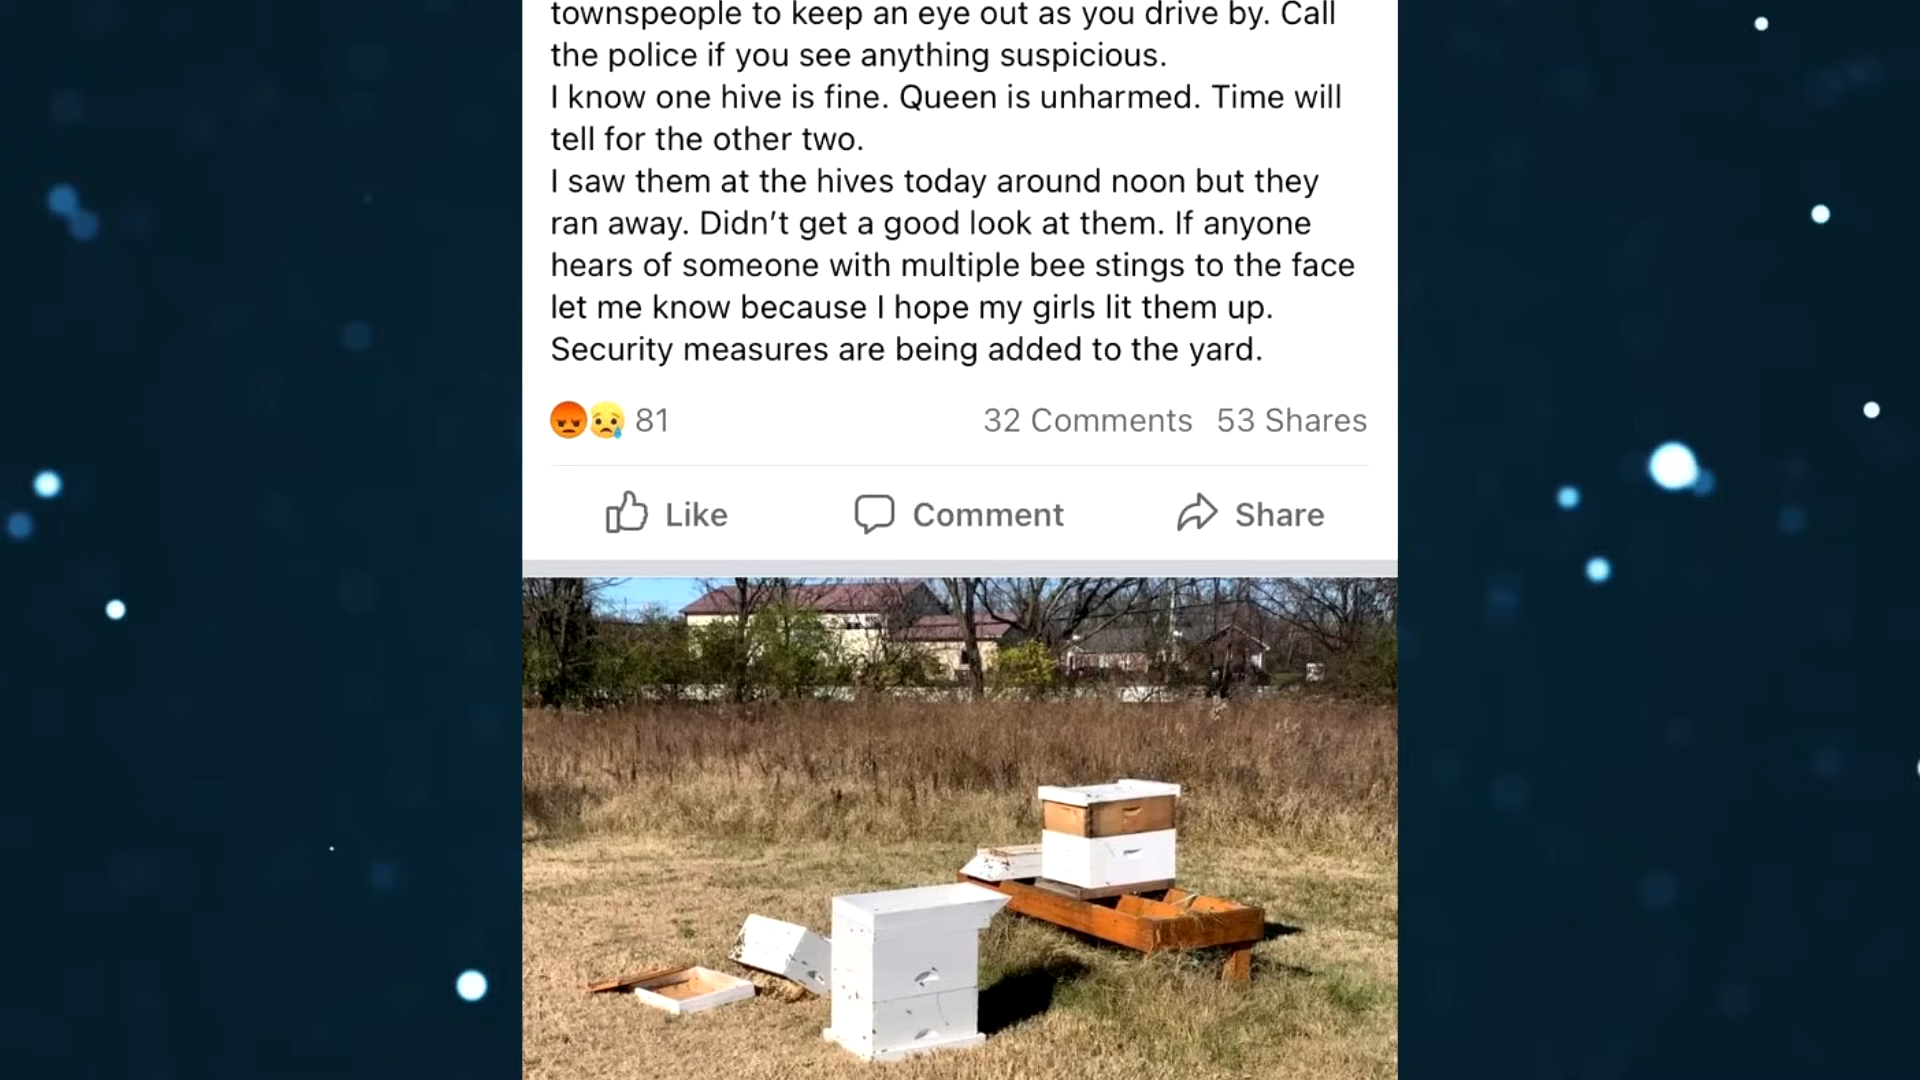 townspeople to keep an eye out as you drive by. Call
the police if you see anything suspicious.
I know one hive is fine. Queen is unharmed. Time will
tell for the other two.
I saw them at the hives today around noon but they
ran away. Didn’t get a good look at them. If anyone
hears of someone with multiple bee stings to the face
let me know because I hope my girls lit them up.
Security measures are being added to the yard.
81 32 Comments 53 Shares
Like Comment Share